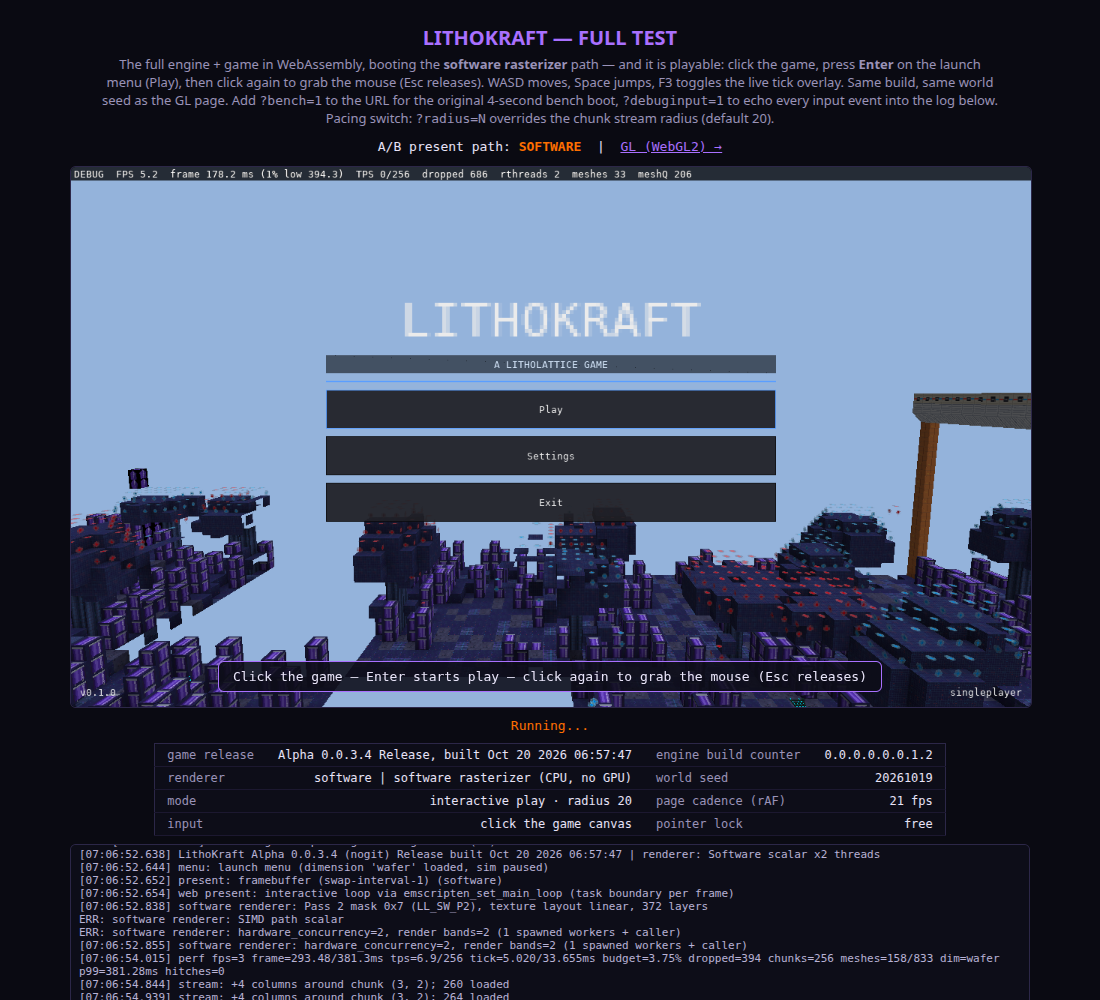 LITHOKRAFT — FULL TEST
The full engine + game in WebAssembly, booting the software rasterizer path — and it is playable: click the game, press Enter on the launch
menu (Play), then click again to grab the mouse (Esc releases). WASD moves, Space jumps, F3 toggles the live tick overlay. Same build, same world
seed as the GL page. Add ?bench=1 to the URL for the original 4-second bench boot, ?debuginput=1 to echo every input event into the log below.
Pacing switch: ?radius=N overrides the chunk stream radius (default 20).
A/B present path: SOFTWARE | GL (WebGL2) →
DEBUG FPS 5.2 frame 178.2 ms (1% low 394.3) TPS 0/256 dropped 686 rthreads 2 meshes 33 meshQ 206
LITHOKRAFT
A LITHOLATTICE GAME
Play
Settings
Exit
Click the game — Enter starts play — click again to grab the mouse (Esc releases)
v0.1.0
singleplayer
Running...
game release Alpha 0.0.3.4 Release, built Oct 20 2026 06:57:47 engine build counter 0.0.0.0.0.0.1.2
renderer software | software rasterizer (CPU, no GPU) world seed 20261019
mode interactive play · radius 20 page cadence (rAF) 21 fps
input click the game canvas pointer lock free
[07:06:52.638] LithoKraft Alpha 0.0.3.4 (nogit) Release built Oct 20 2026 06:57:47 | renderer: Software scalar x2 threads
[07:06:52.644] menu: launch menu (dimension 'wafer' loaded, sim paused)
[07:06:52.652] present: framebuffer (swap-interval-1) (software)
[07:06:52.654] web present: interactive loop via emscripten_set_main_loop (task boundary per frame)
[07:06:52.838] software renderer: Pass 2 mask 0x7 (LL_SW_P2), texture layout linear, 372 layers
ERR: software renderer: SIMD path scalar
ERR: software renderer: hardware_concurrency=2, render bands=2 (1 spawned workers + caller)
[07:06:52.855] software renderer: hardware_concurrency=2, render bands=2 (1 spawned workers + caller)
[07:06:54.015] perf fps=3 frame=293.48/381.3ms tps=6.9/256 tick=5.020/33.655ms budget=3.75% dropped=394 chunks=256 meshes=158/833 dim=wafer
p99=381.28ms hitches=0
[07:06:54.844] stream: +4 columns around chunk (3, 2); 260 loaded
[07:06:54.939] stream: +4 columns around chunk (3, 2); 264 loaded